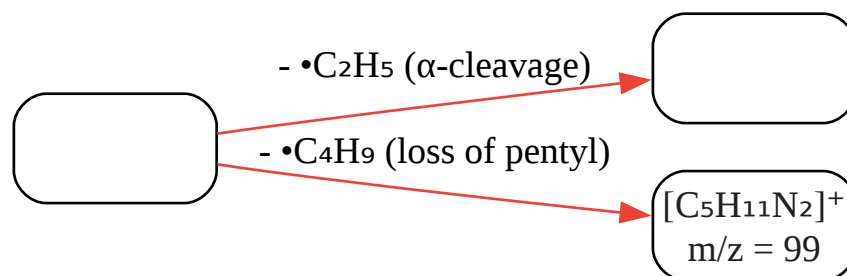 - •C₂H₅ (α-cleavage)
- •C₄H₉ (loss of pentyl)
[C₅H₁₁N₂]⁺
m/z = 99